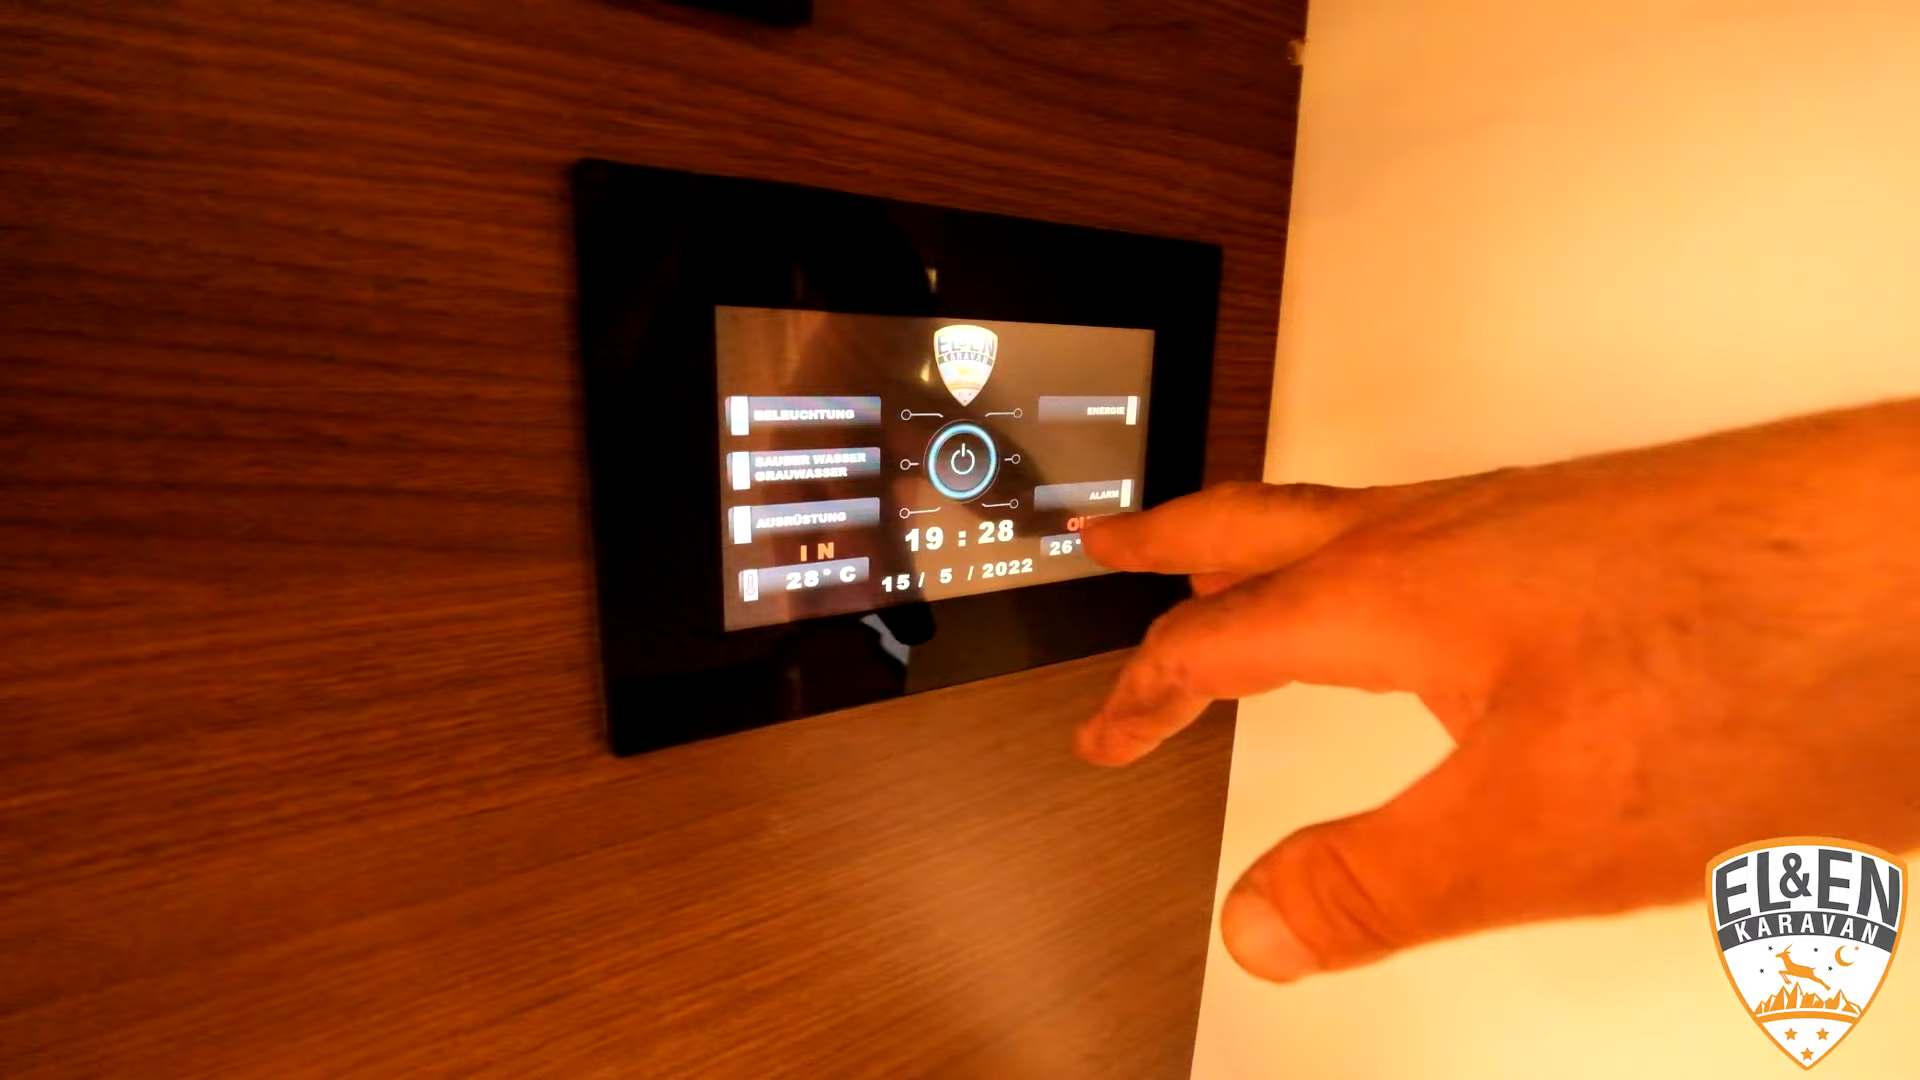 EL&EN
KARAVAN
BELEUCHTUNG
ENERGIE
SAUBER WASSER
GRAUWASSER
ALARM
AUSRÜSTUNG
19 : 28
IN
28° C
26°
15 / 5 / 2022
EL&EN
KARAVAN